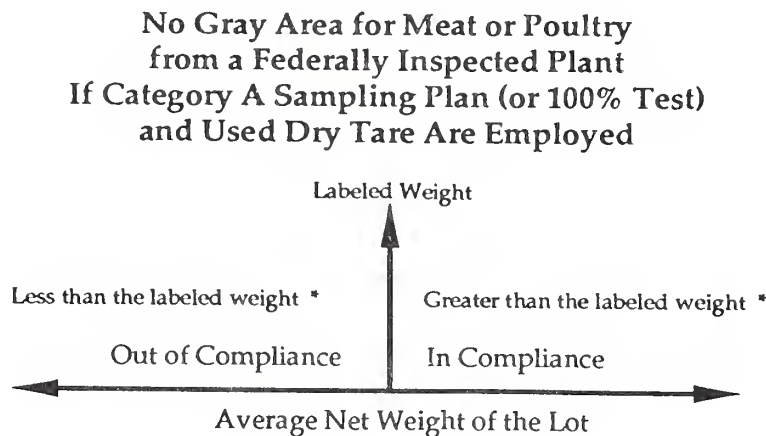 No Gray Area for Meat or Poultry
from a Federally Inspected Plant
If Category A Sampling Plan (or 100% Test)
and Used Dry Tare Are Employed
Labeled Weight
Less than the labeled weight *
Greater than the labeled weight *
Out of Compliance
In Compliance
Average Net Weight of the Lot